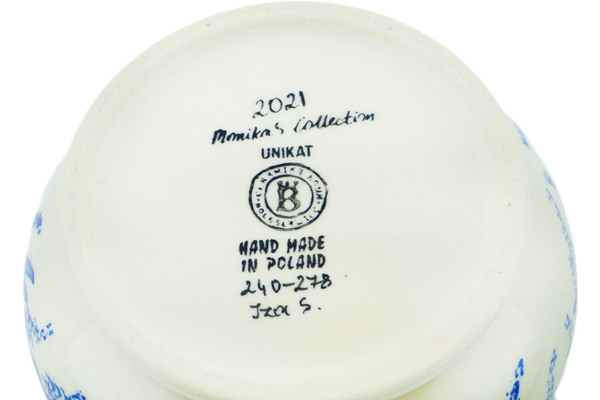 2021
Monika's Collection
UNIKAT
B
HAND MADE
IN POLAND
240-278
Iza S.